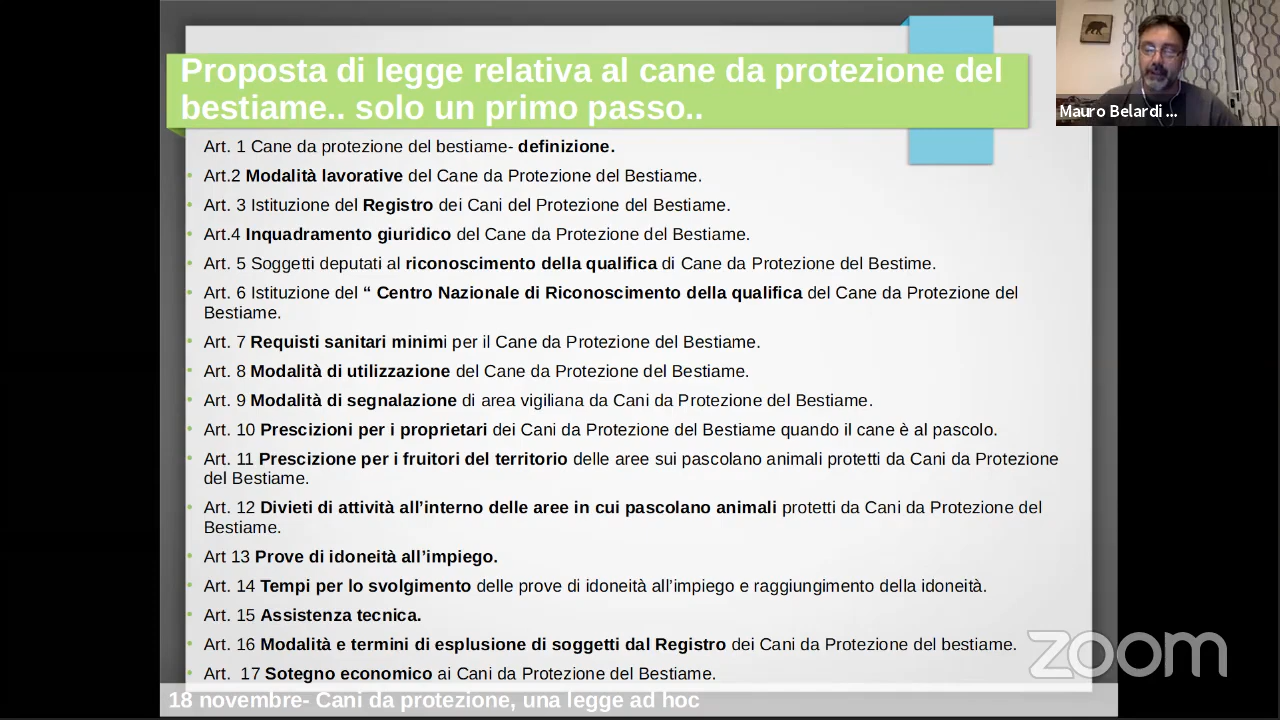 Proposta di legge relativa al cane da protezione del
bestiame.. solo un primo passo..
Mauro Belardi ...
Art. 1 Cane da protezione del bestiame- definizione.
Art.2 Modalità lavorative del Cane da Protezione del Bestiame.
Art. 3 Istituzione del Registro dei Cani del Protezione del Bestiame.
Art.4 Inquadramento giuridico del Cane da Protezione del Bestiame.
Art. 5 Soggetti deputati al riconoscimento della qualifica di Cane da Protezione del Bestime.
Art. 6 Istituzione del “ Centro Nazionale di Riconoscimento della qualifica del Cane da Protezione del
Bestiame.
Art. 7 Requisti sanitari minimi per il Cane da Protezione del Bestiame.
Art. 8 Modalità di utilizzazione del Cane da Protezione del Bestiame.
Art. 9 Modalità di segnalazione di area vigiliana da Cani da Protezione del Bestiame.
Art. 10 Prescizioni per i proprietari dei Cani da Protezione del Bestiame quando il cane è al pascolo.
Art. 11 Prescizione per i fruitori del territorio delle aree sui pascolano animali protetti da Cani da Protezione
del Bestiame.
Art. 12 Divieti di attività all’interno delle aree in cui pascolano animali protetti da Cani da Protezione del
Bestiame.
Art 13 Prove di idoneità all’impiego.
Art. 14 Tempi per lo svolgimento delle prove di idoneità all’impiego e raggiungimento della idoneità.
Art. 15 Assistenza tecnica.
Art. 16 Modalità e termini di esplusione di soggetti dal Registro dei Cani da Protezione del bestiame.
Art. 17 Sotegno economico ai Cani da Protezione del Bestiame.
18 novembre- Cani da protezione, una legge ad hoc
zoom